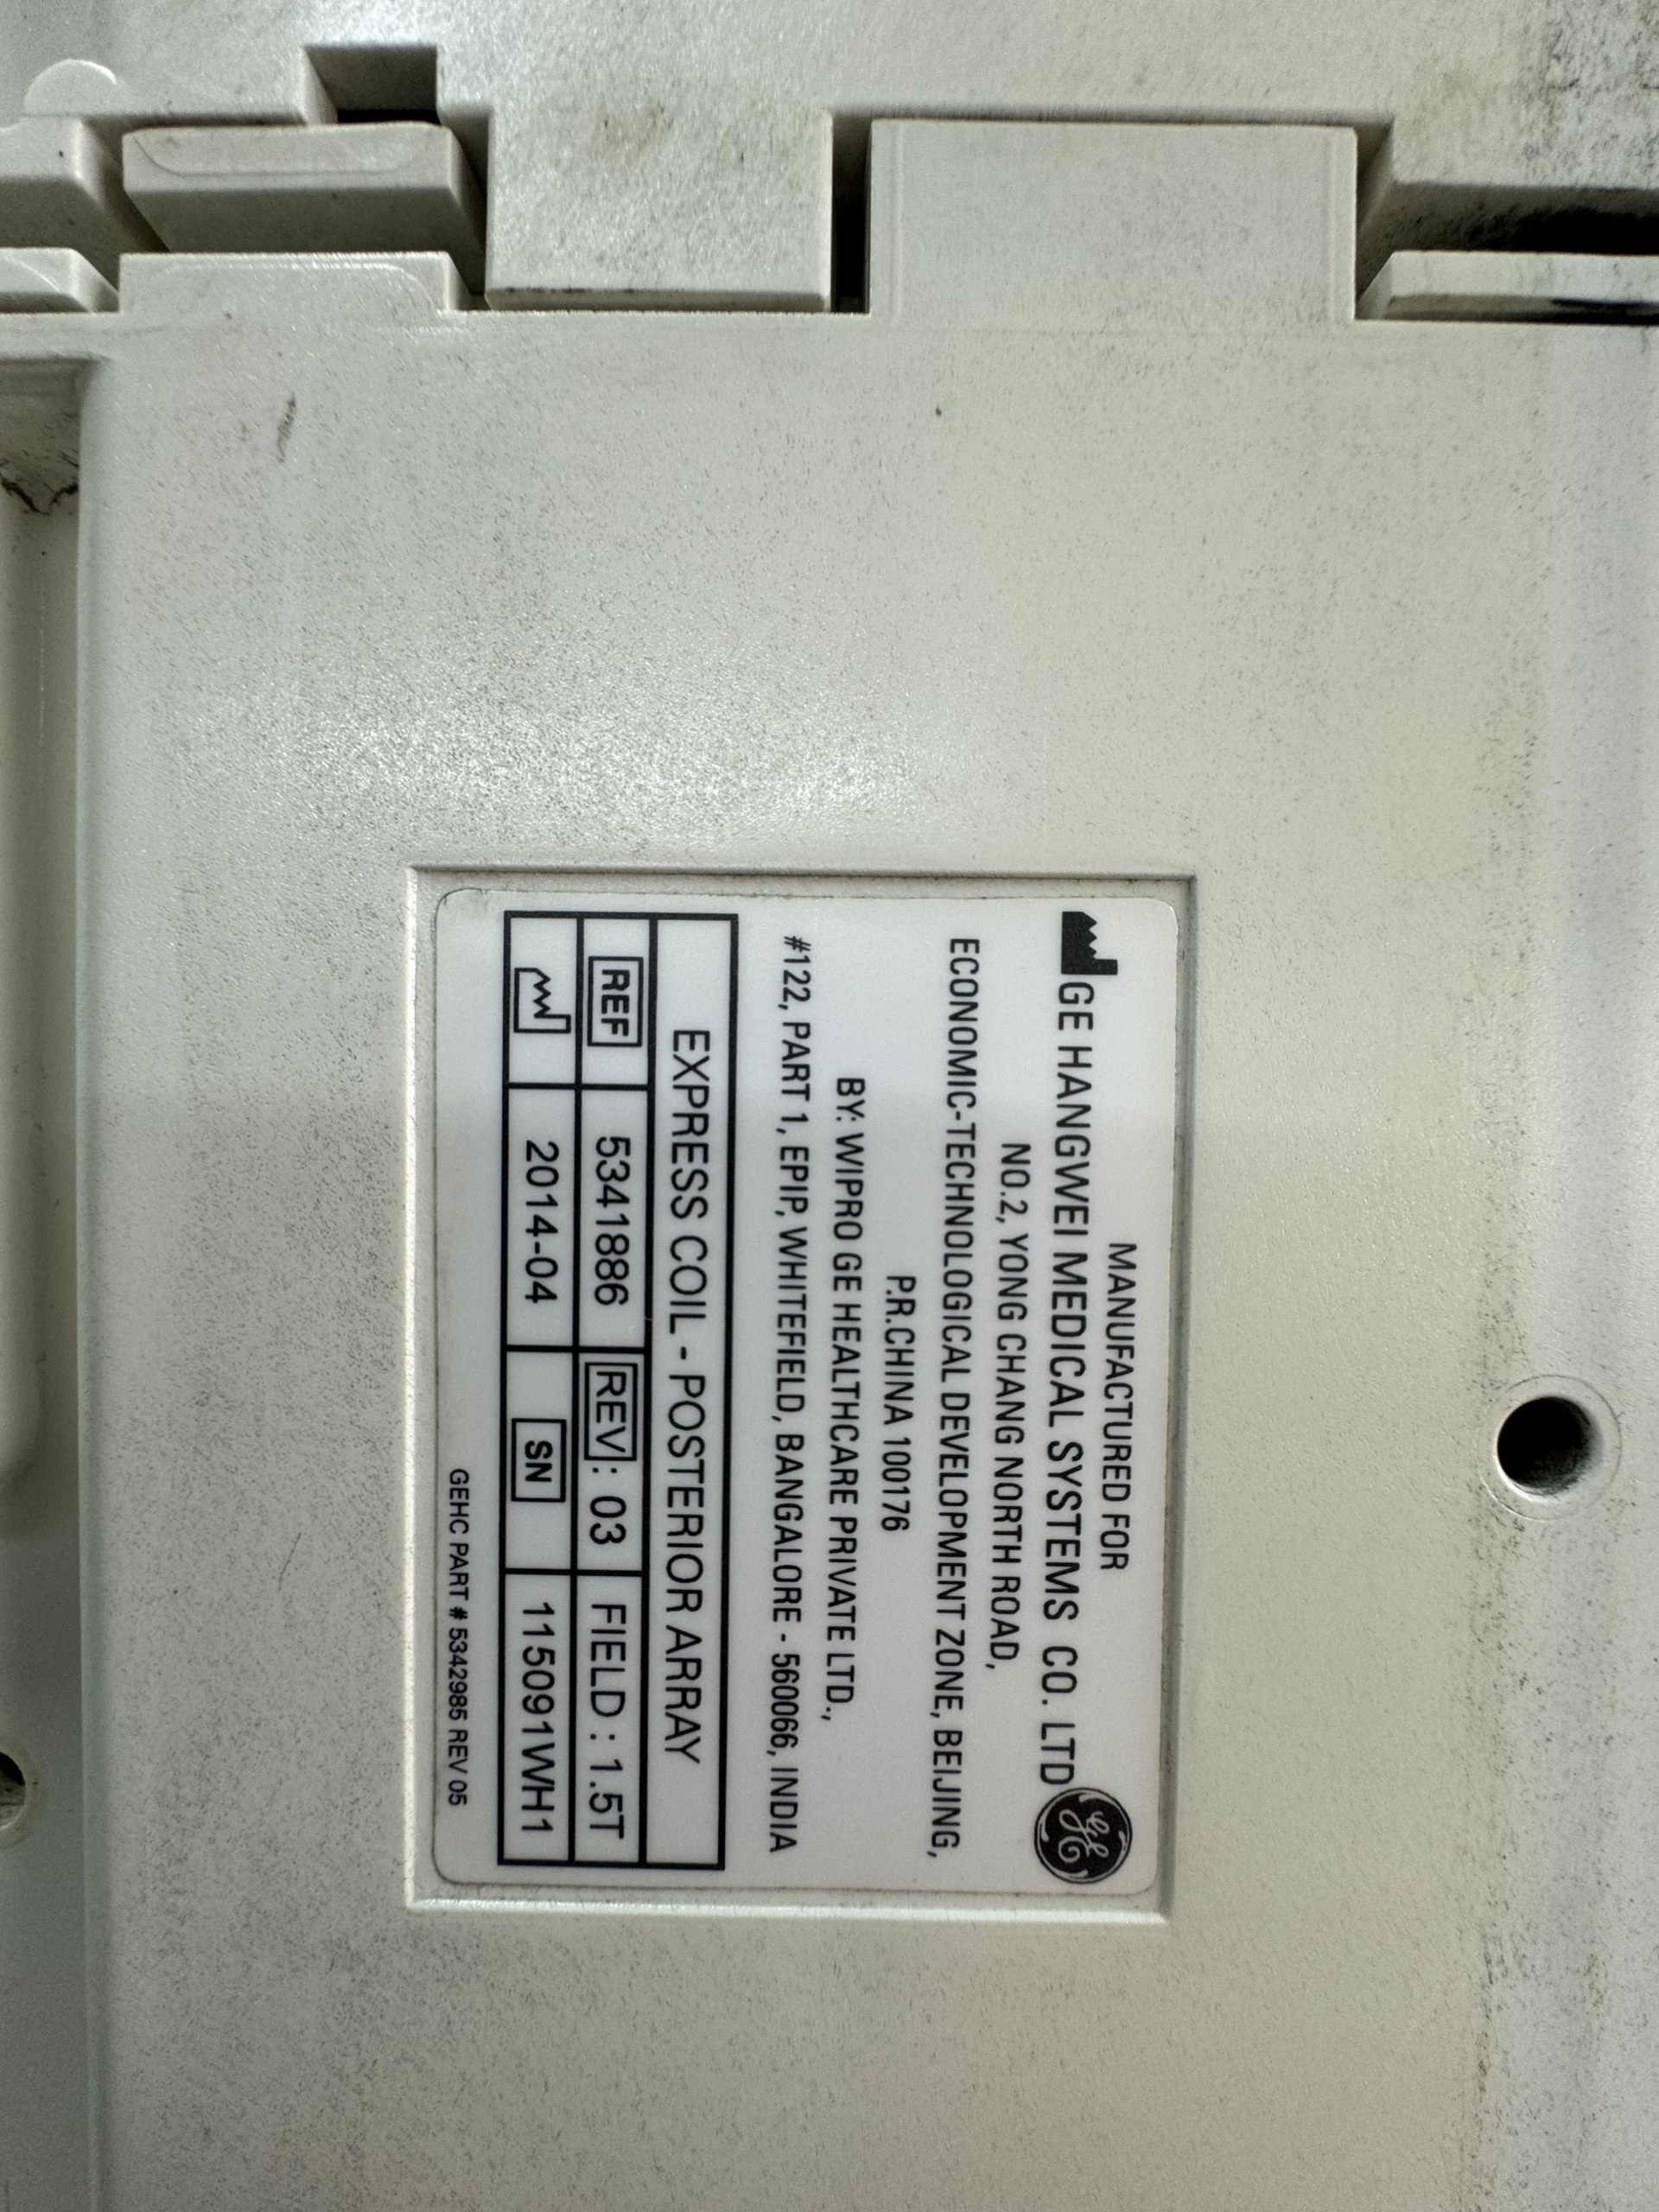 MANUFACTURED FOR
GE HANGWEI MEDICAL SYSTEMS CO. LTD GE
NO.2, YONG CHANG NORTH ROAD,
ECONOMIC-TECHNOLOGICAL DEVELOPMENT ZONE, BEIJING,
P.R.CHINA 100176
BY: WIPRO GE HEALTHCARE PRIVATE LTD.,
#122, PART 1, EPIP, WHITEFIELD, BANGALORE - 560066, INDIA
EXPRESS COIL - POSTERIOR ARRAY
REF 5341886 REV: 03 FIELD : 1.5T
2014-04 SN 115091WH1
GEHC PART # 5342985 REV 05